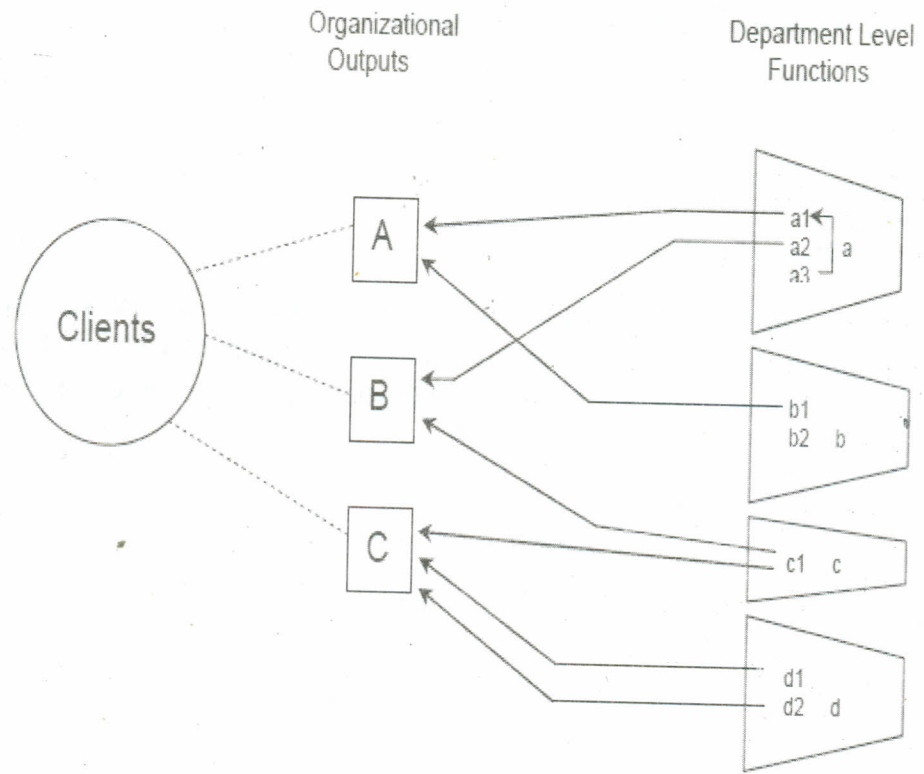 Organizational
Outputs
Department Level
Functions
Clients
A
B
C
a1
a2 a
a3
b1
b2 b
c1 c
d1
d2 d